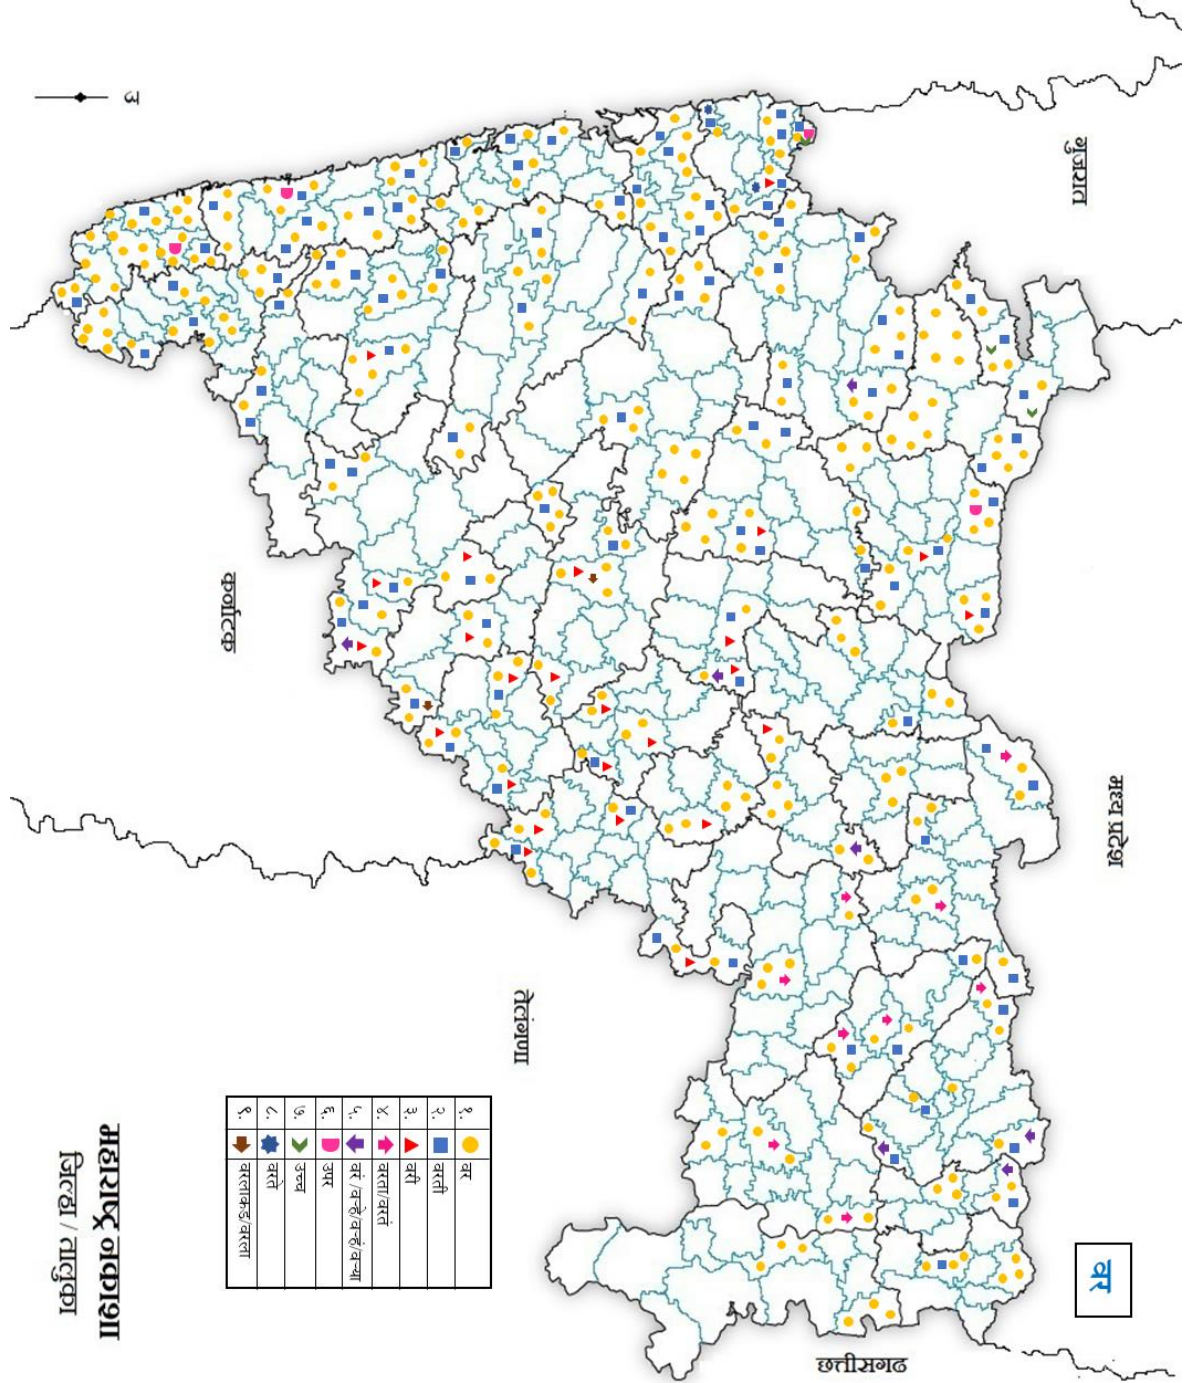 वर
महाराष्ट्र नकाशा
जिल्हा / तालुका
उ
गुजरात
मध्य प्रदेश
छत्तीसगढ
तेलंगणा
कर्नाटक
१. वर
२. वरती
३. वरी
४. वरता/वरतं
५. वरं /वऱ्हे/वऱ्हं/वऱ्या
६. उपर
७. उच्च
८. वरते
९. वरलाकड/वरला